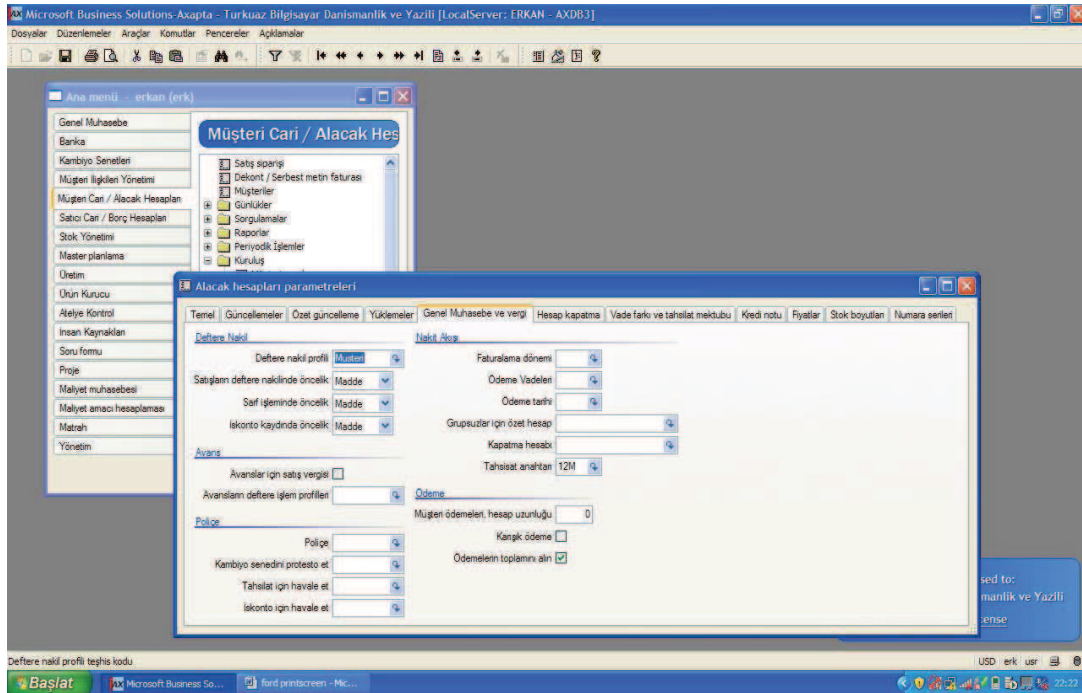 Microsoft Business Solutions-Axapta - Turkuaz Bilgisayar Danismanlik ve Yazili [LocalServer: ERKAN - AXDB3]
Dosyalar Düzenlemeler Araçlar Komutlar Pencereler Açıklamalar
Ana menü - erkan (erk)
Genel Muhasebe
Banka
Kambiyo Senetleri
Müşteri İlişkileri Yönetimi
Müşteri Cari / Alacak Hesapları
Satıcı Cari / Borç Hesapları
Stok Yönetimi
Master planlama
Üretim
Ürün Kurucu
Atelye Kontrol
İnsan Kaynakları
Soru formu
Proje
Maliyet muhasebesi
Maliyet amacı hesaplaması
Matrah
Yönetim
Müşteri Cari / Alacak Hes
Satış siparişi
Dekont / Serbest metin faturası
Müşteriler
Günlükler
Sorgulamalar
Raporlar
Periyodik İşlemler
Kuruluş
Alacak hesapları parametreleri
Temel Güncellemeler Özet güncelleme Yüklemeler Genel Muhasebe ve vergi Hesap kapatma Vade farkı ve tahsilat mektubu Kredi notu Fiyatlar Stok boyutları Numara serileri
Deftere Nakil
Deftere nakil profili Musteri
Satışların deftere nakilinde öncelik Madde
Sarf işleminde öncelik Madde
İskonto kaydında öncelik Madde
Avans
Avanslar için satış vergisi
Avansların deftere işlem profilleri
Poliçe
Poliçe
Kambiyo senedini protesto et
Tahsilat için havale et
İskonto için havale et
Nakit Akışı
Faturalama dönemi
Ödeme Vadeleri
Ödeme tarihi
Grupsuzlar için özet hesap
Kapatma hesabı
Tahsisat anahtarı 12M
Ödeme
Müşteri ödemeleri, hesap uzunluğu 0
Karışık ödeme
Ödemelerin toplamını alın
sed to:
manlik ve Yazili
cense
Deftere nakil profili teşhis kodu
USD erk usr
Başlat
Microsoft Business So...
ford printscreen - Mic...
22:22